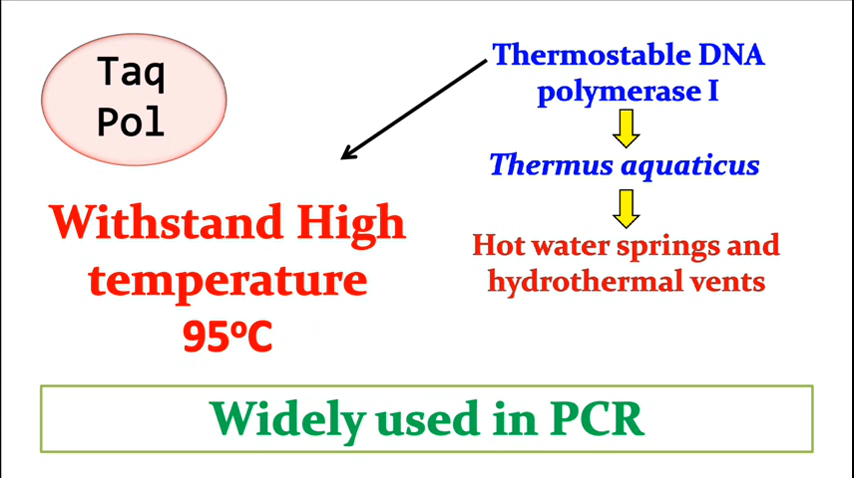 Taq
Pol
Thermostable DNA
polymerase I
Thermus aquaticus
Hot water springs and
hydrothermal vents
Withstand High
temperature
95ºC
Widely used in PCR